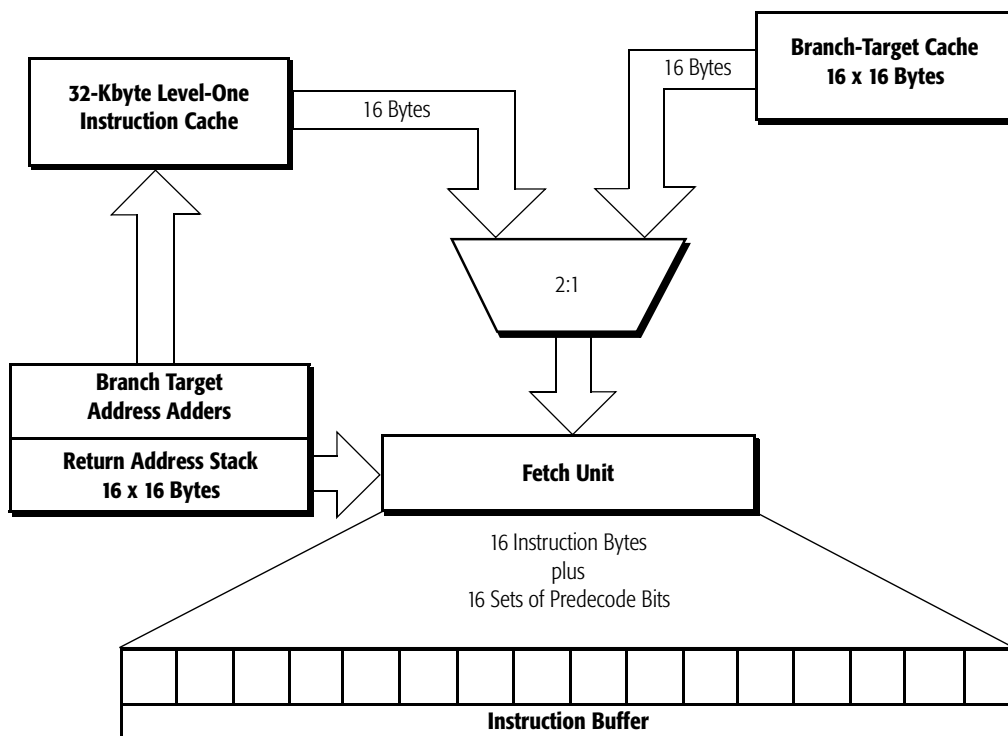 32-Kbyte Level-One
Instruction Cache
16 Bytes
16 Bytes
Branch-Target Cache
16 x 16 Bytes
2:1
Branch Target
Address Adders
Return Address Stack
16 x 16 Bytes
Fetch Unit
16 Instruction Bytes
plus
16 Sets of Predecode Bits
Instruction Buffer